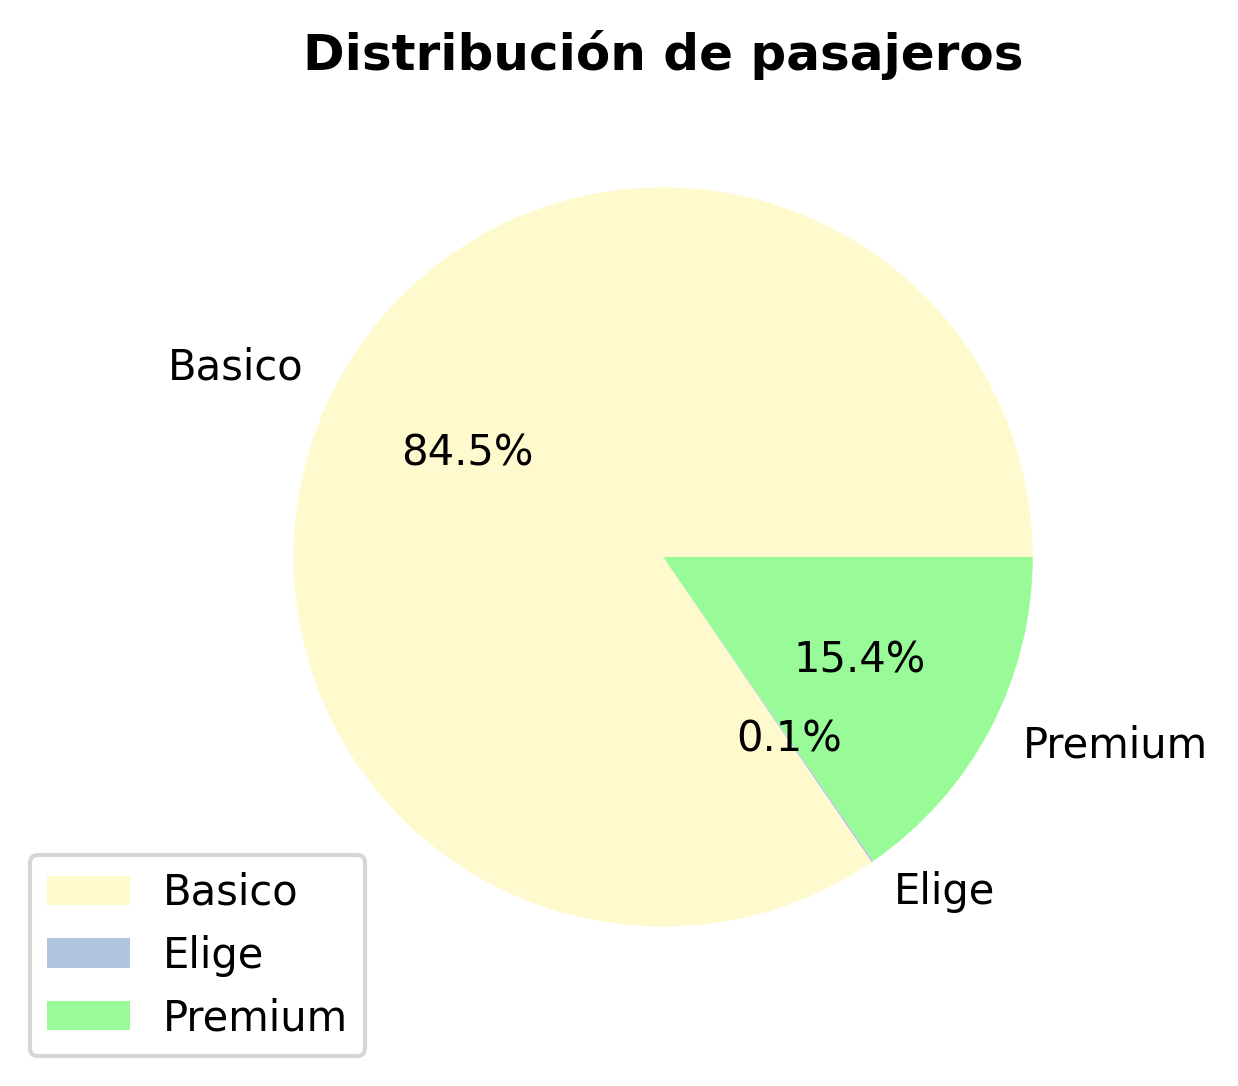 Distribución de pasajeros
Basico
84.5%
15.4%
0.1%
Premium
Elige
Basico
Elige
Premium